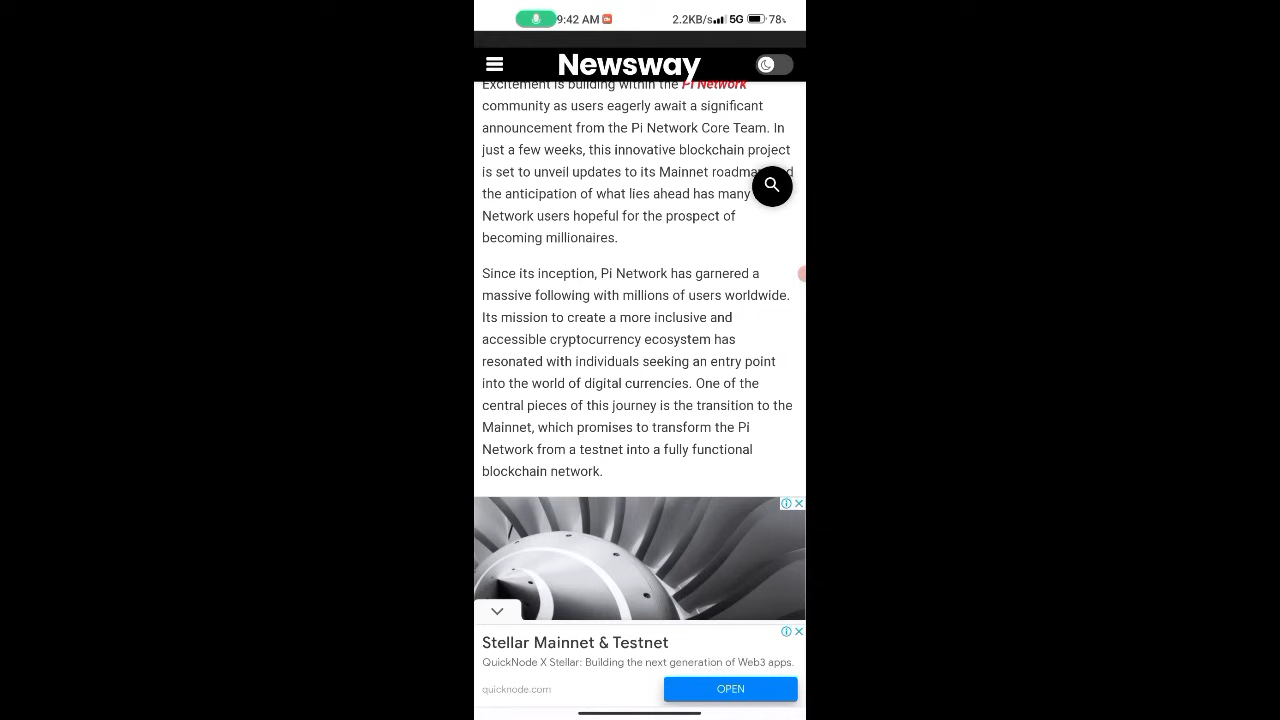 9:42 AM
2.2KB/s 5G 78%
Newsway
Excitement is building within the Pi Network
community as users eagerly await a significant
announcement from the Pi Network Core Team. In
just a few weeks, this innovative blockchain project
is set to unveil updates to its Mainnet
the anticipation of what lies ahead has many
Network users hopeful for the prospect of
becoming millionaires.
Since its inception, Pi Network has garnered a
massive following with millions of users worldwide.
Its mission to create a more inclusive and
accessible cryptocurrency ecosystem has
resonated with individuals seeking an entry point
into the world of digital currencies. One of the
central pieces of this journey is the transition to the
Mainnet, which promises to transform the Pi
Network from a testnet into a fully functional
blockchain network.
Stellar Mainnet & Testnet
QuickNode X Stellar: Building the next generation of Web3 apps.
quicknode.com
OPEN